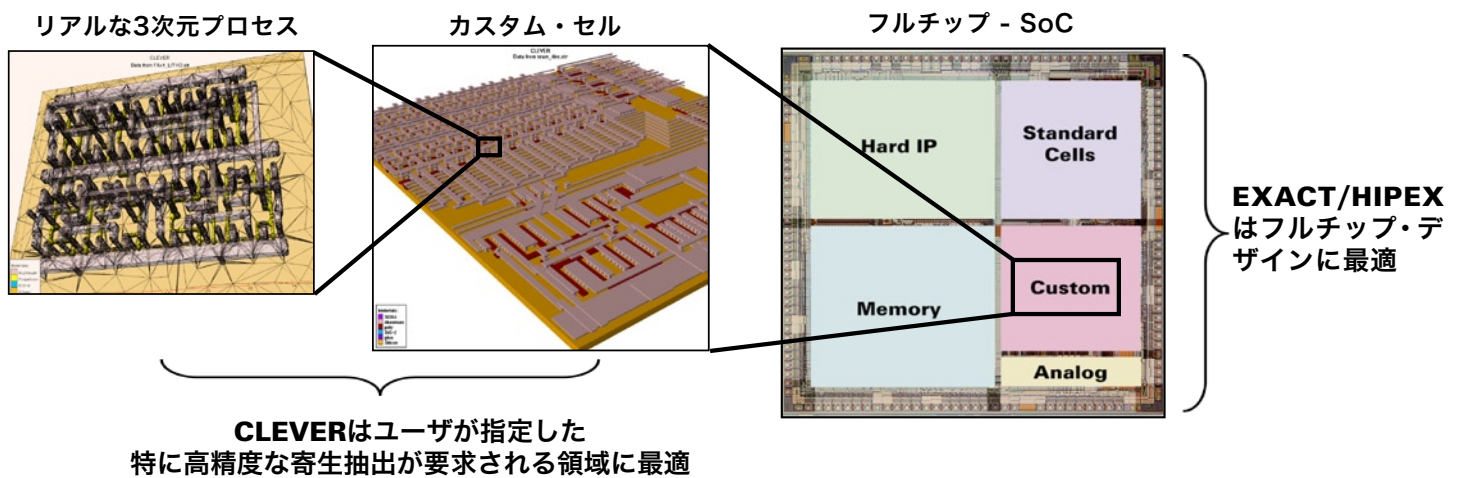 リアルな3次元プロセス
カスタム・セル
フルチップ - SoC
CLEVER
CLEVER
Hard IP
Standard
Cells
Memory
Custom
Analog
EXACT/HIPEX
はフルチップ・デ
ザインに最適
CLEVERはユーザが指定した
特に高精度な寄生抽出が要求される領域に最適